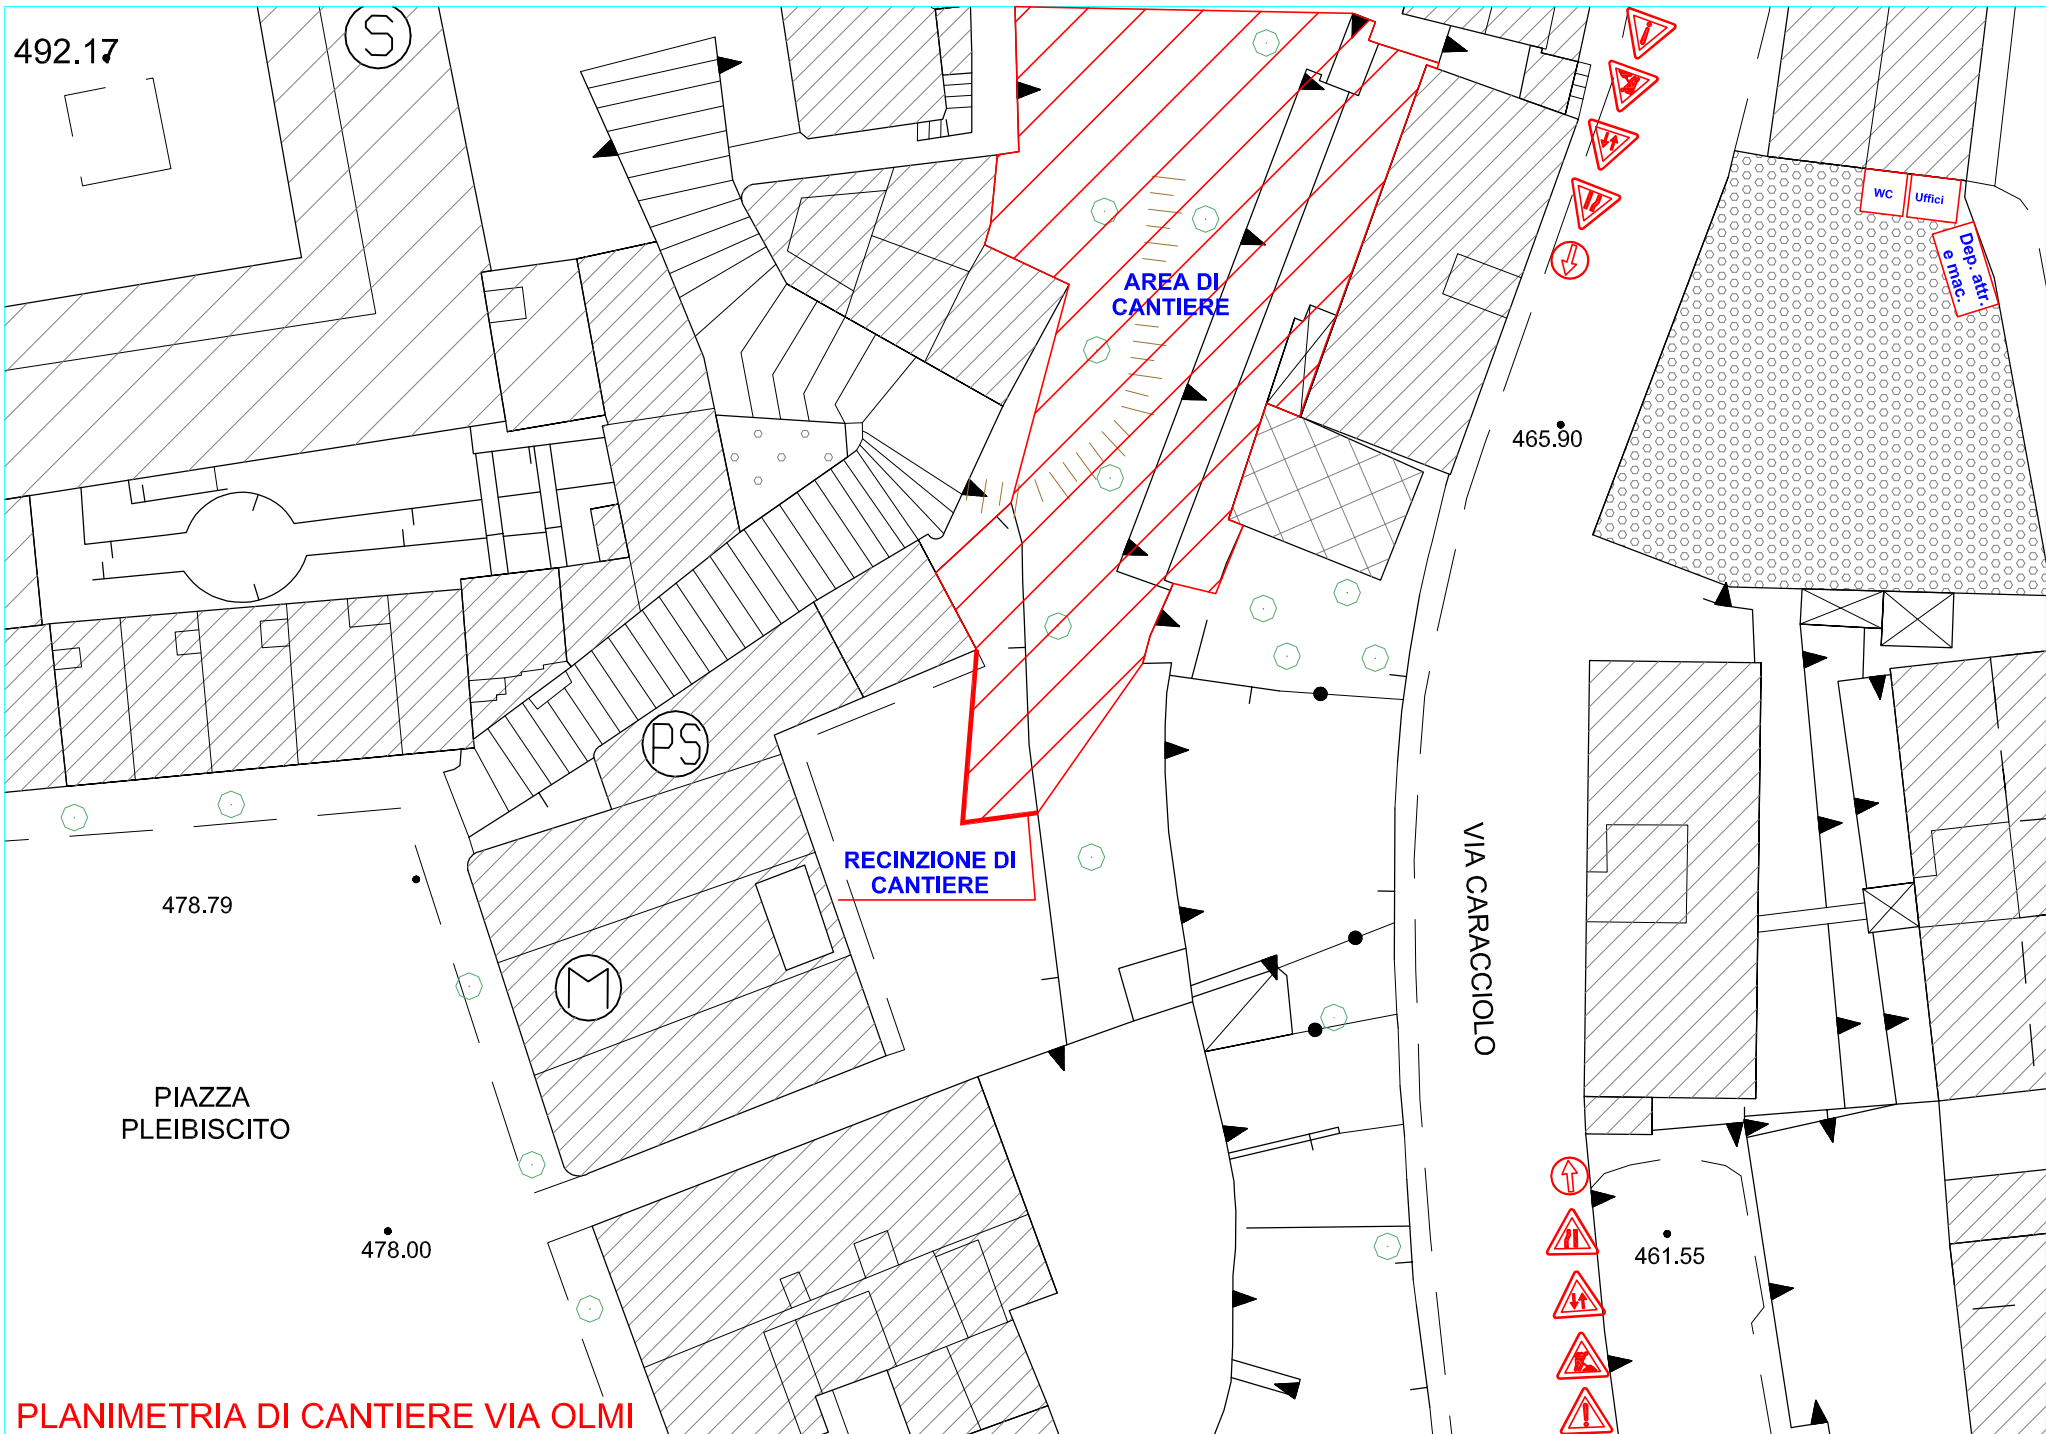 492.17
S
WC
Uffici
Dep. attr.
e mac.
AREA DI
CANTIERE
465.90
PS
RECINZIONE DI
CANTIERE
VIA CARACCIOLO
478.79
M
PIAZZA
PLEIBISCITO
478.00
461.55
PLANIMETRIA DI CANTIERE VIA OLMI